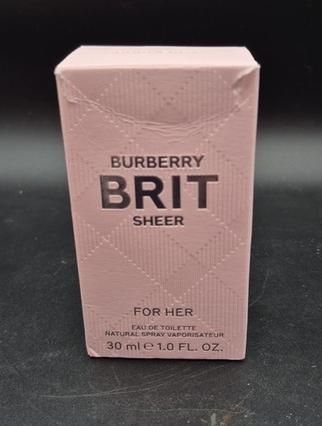 BURBERRY
BRIT
SHEER
FOR HER
EAU DE TOILETTE
NATURAL SPRAY VAPORISATEUR
30 ml ℮ 1.0 FL. OZ.